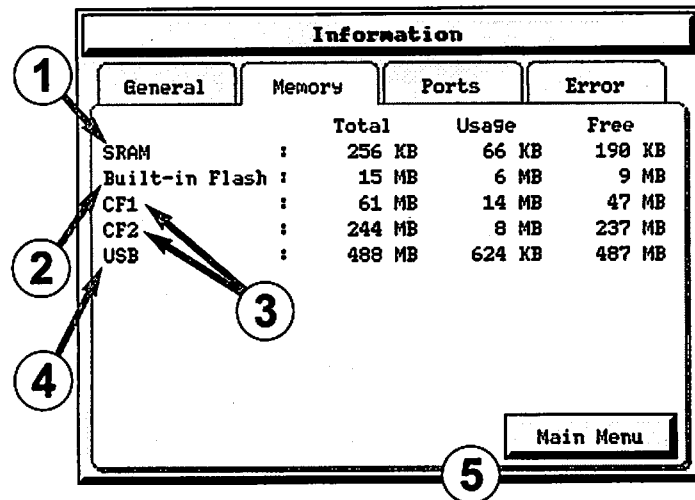 Information
General Memory Ports Error
Total Usage Free
SRAM : 256 KB 66 KB 190 KB
Built-in Flash : 15 MB 6 MB 9 MB
CF1 : 61 MB 14 MB 47 MB
CF2 : 244 MB 8 MB 237 MB
USB : 488 MB 624 KB 487 MB
Main Menu
1
2
3
4
5